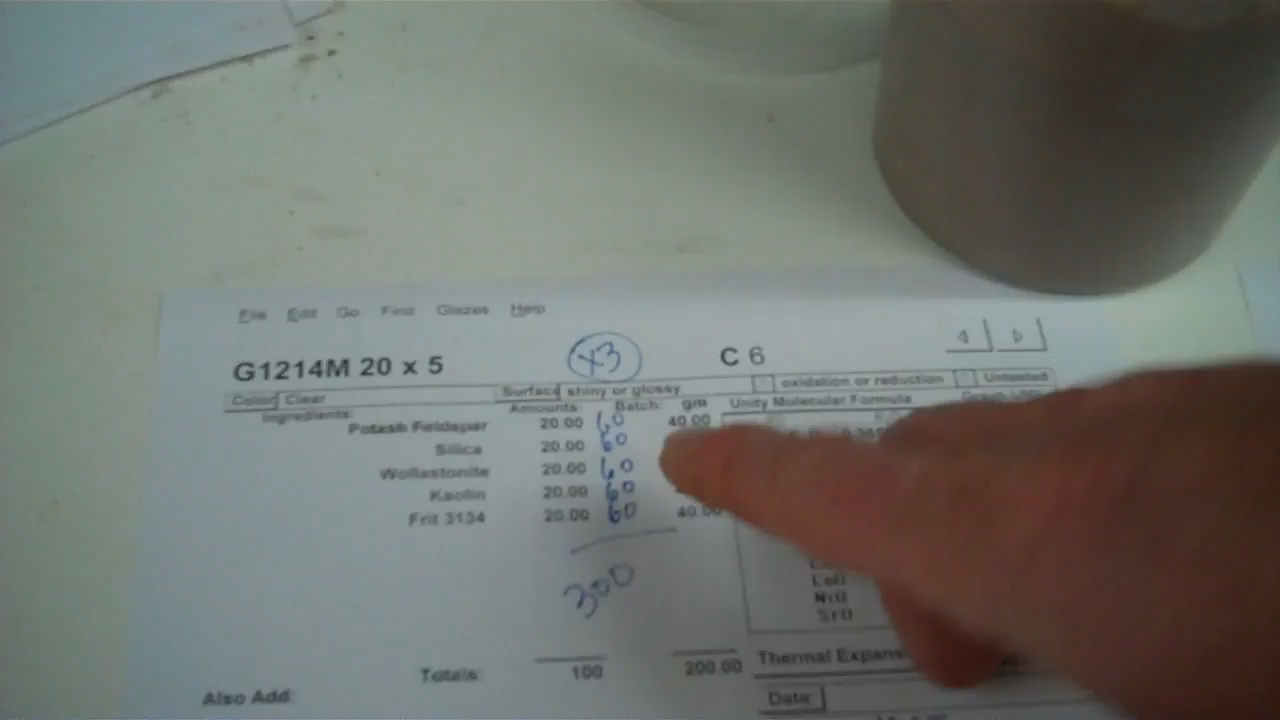 File Edit Go Find Glazes Help
G1214M 20 x 5 x3 C 6
Color Clear Surface shiny or glossy oxidation or reduction Untested
Ingredients: Amounts: Batch: gm Unity Molecular Formula
Potash Feldspar 20.00 60 40.00
Silica 20.00 60
Wollastonite 20.00 60
Kaolin 20.00 60
Frit 3134 20.00 60 40.00
300
SrO
Totals: 100 200.00 Thermal Expans
Also Add: Date: